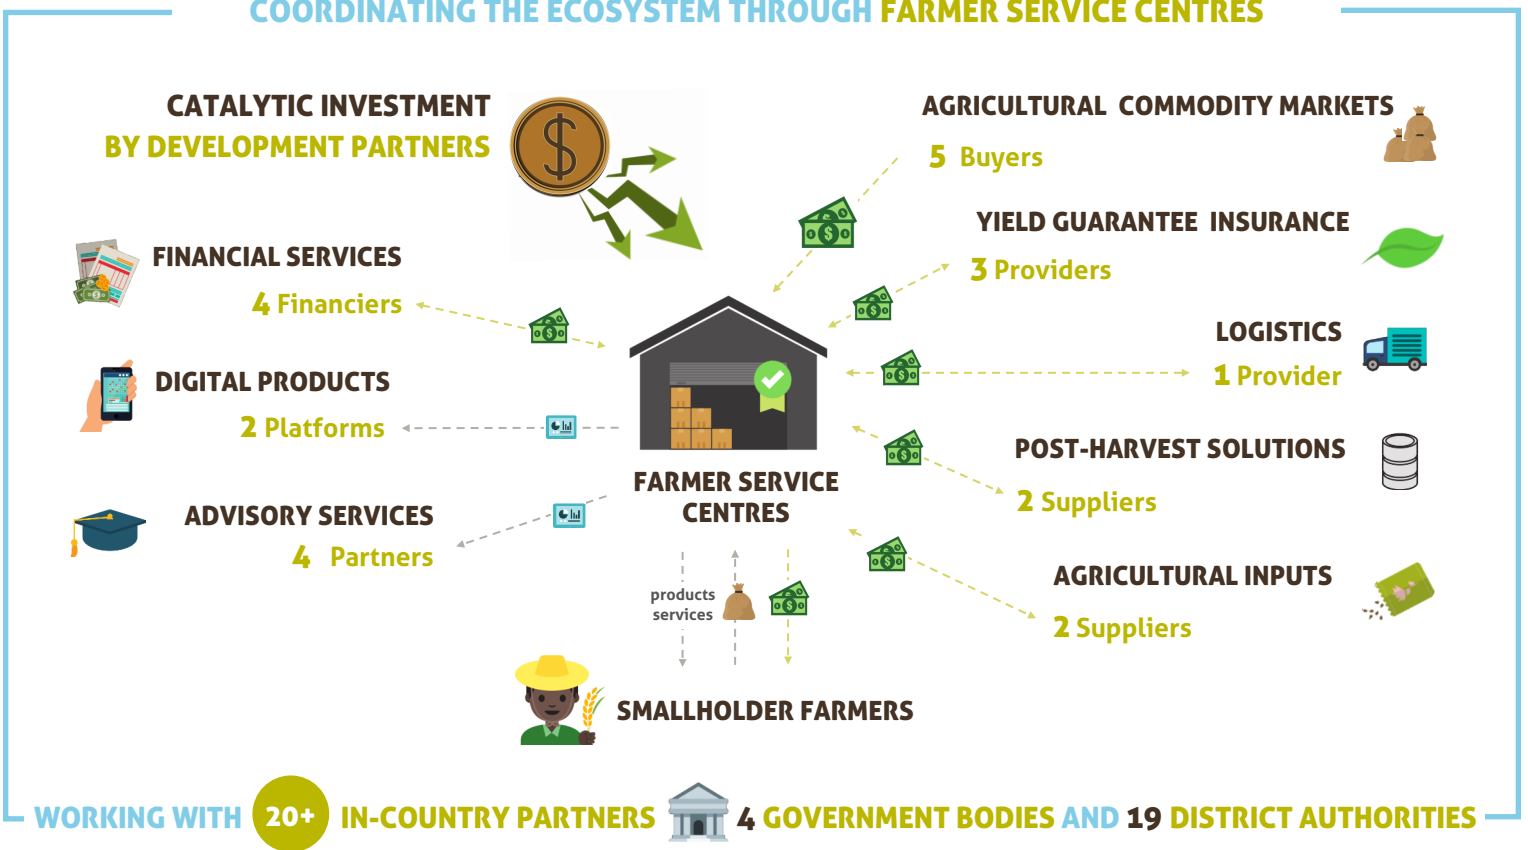 COORDINATING THE ECOSYSTEM THROUGH FARMER SERVICE CENTRES
CATALYTIC INVESTMENT
BY DEVELOPMENT PARTNERS
AGRICULTURAL COMMODITY MARKETS
5 Buyers
YIELD GUARANTEE INSURANCE
3 Providers
FINANCIAL SERVICES
4 Financiers
LOGISTICS
1 Provider
DIGITAL PRODUCTS
2 Platforms
POST-HARVEST SOLUTIONS
2 Suppliers
FARMER SERVICE
CENTRES
ADVISORY SERVICES
4 Partners
AGRICULTURAL INPUTS
2 Suppliers
products
services
SMALLHOLDER FARMERS
WORKING WITH 20+ IN-COUNTRY PARTNERS 4 GOVERNMENT BODIES AND 19 DISTRICT AUTHORITIES